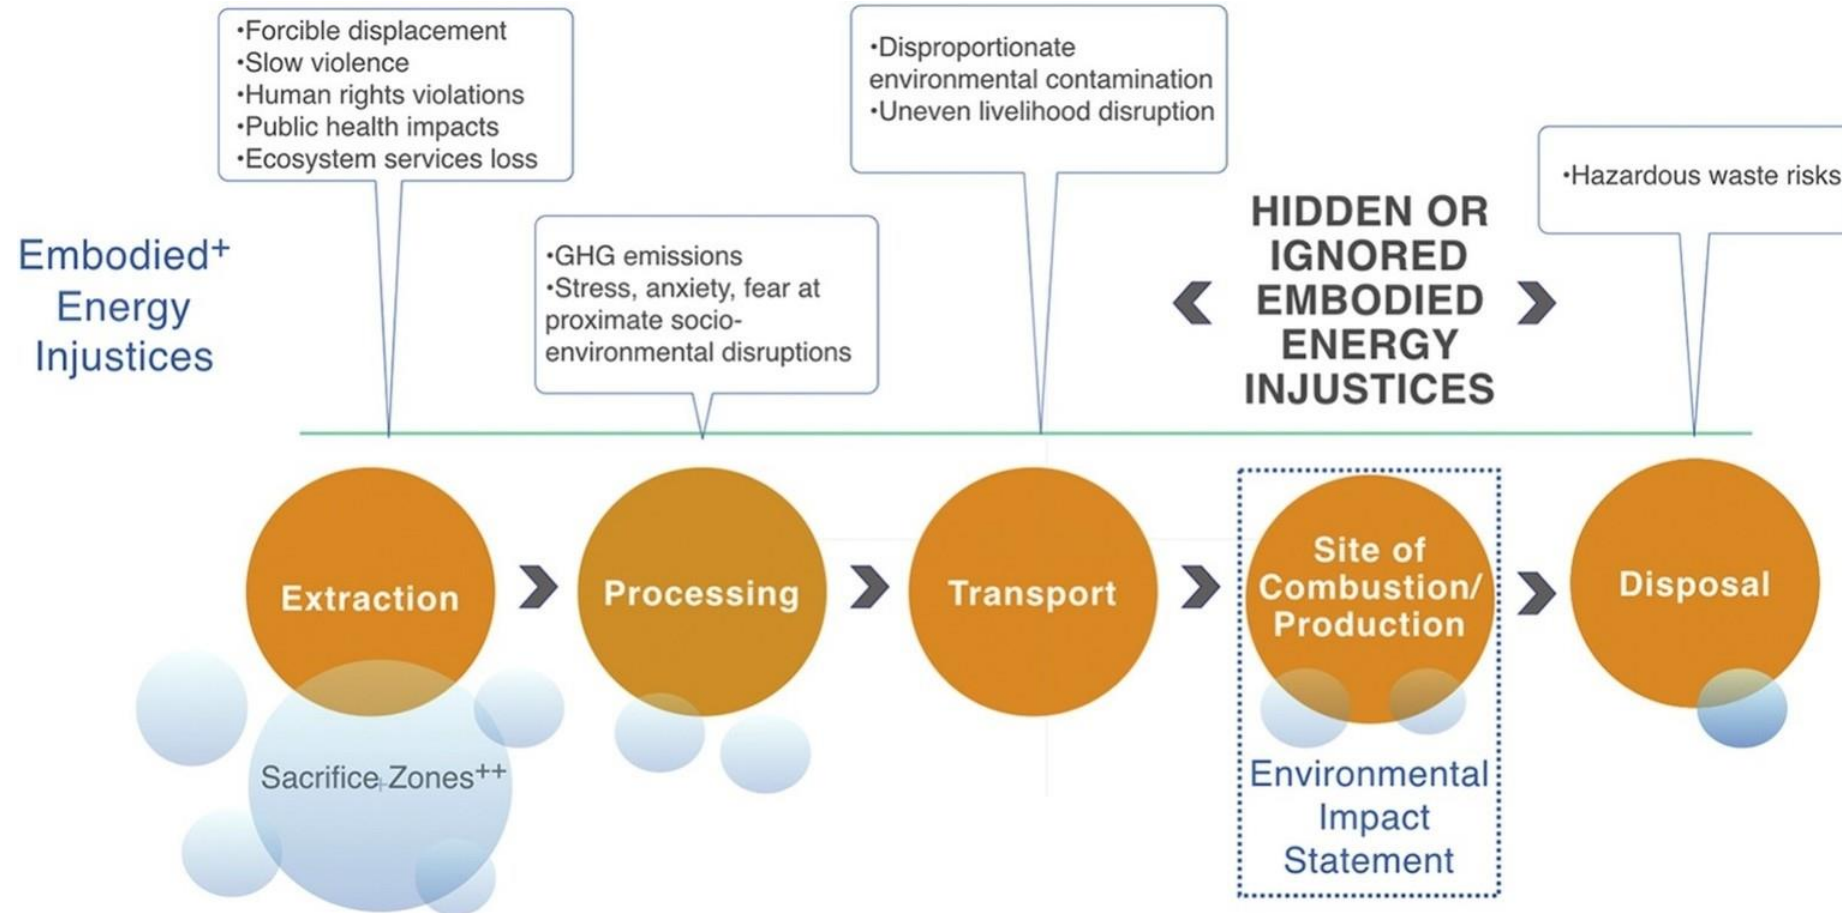 •Forcible displacement
•Slow violence
•Human rights violations
•Public health impacts
•Ecosystem services loss
•Disproportionate
environmental contamination
•Uneven livelihood disruption
•Hazardous waste risks
Embodied⁺
Energy
Injustices
•GHG emissions
•Stress, anxiety, fear at
proximate socio-
environmental disruptions
HIDDEN OR
IGNORED
EMBODIED
ENERGY
INJUSTICES
Extraction
Processing
Transport
Site of
Combustion/
Production
Disposal
Sacrifice Zones⁺⁺
Environmental
Impact
Statement